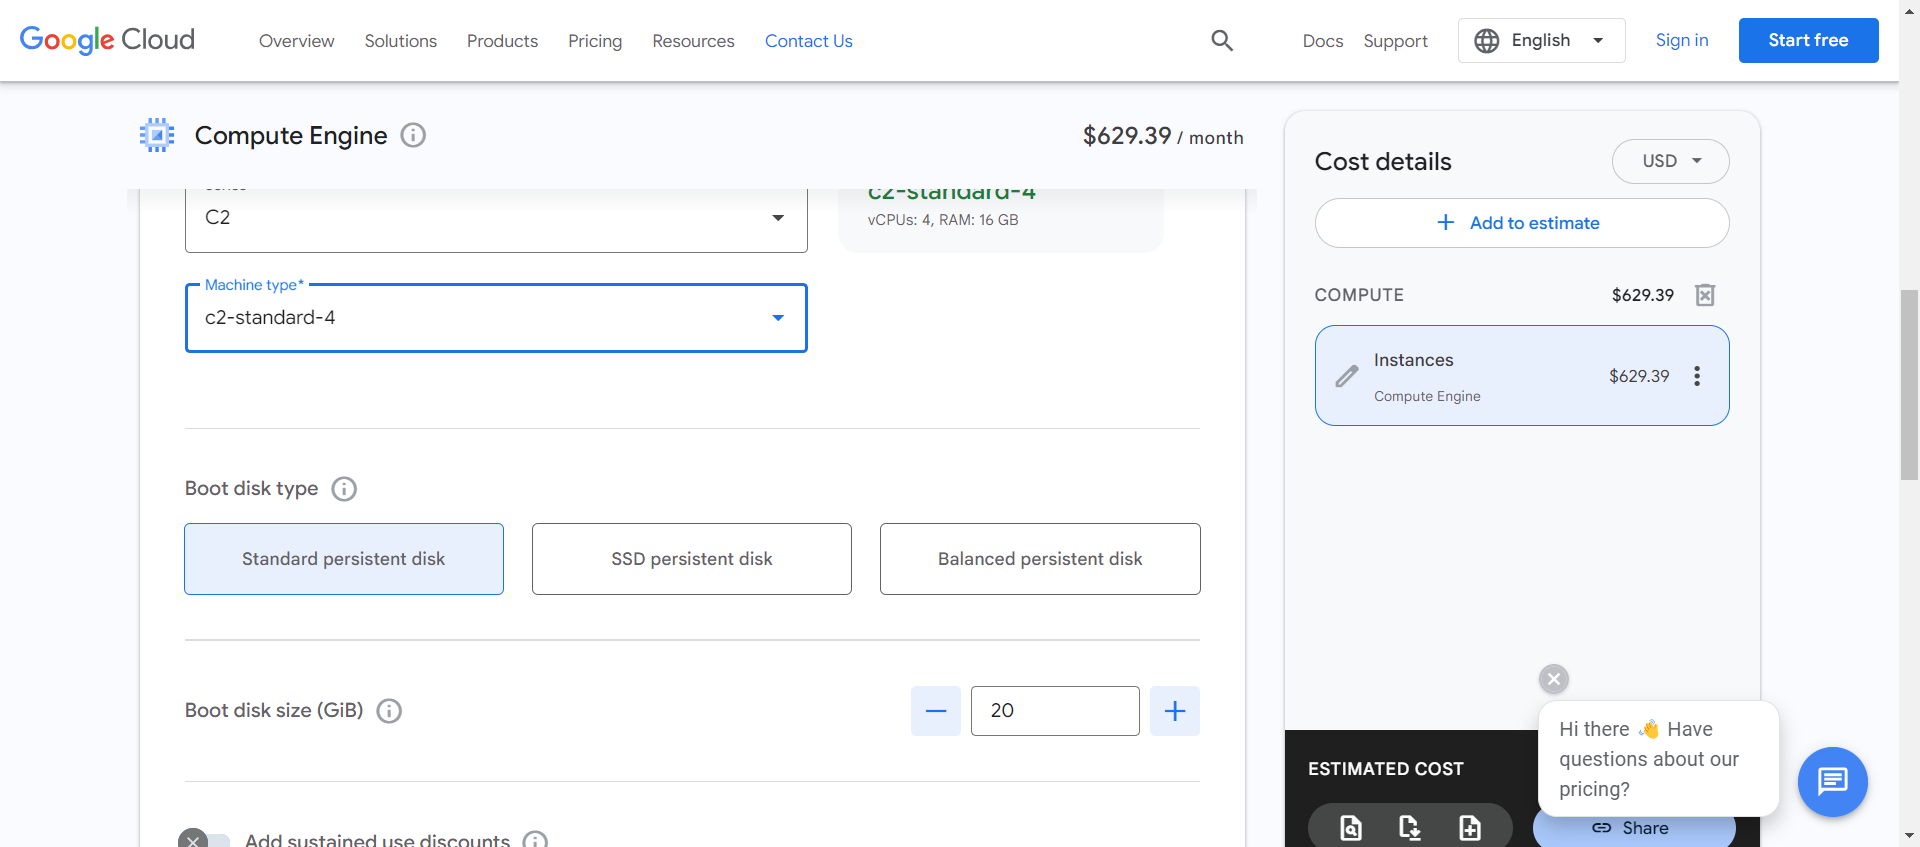 Google Cloud
Overview Solutions Products Pricing Resources Contact Us
Docs Support English Sign in Start free
Compute Engine
$629.39 / month
C2
c2-standard-4
vCPUs: 4, RAM: 16 GB
Machine type*
c2-standard-4
Boot disk type
Standard persistent disk
SSD persistent disk
Balanced persistent disk
Boot disk size (GiB)
20
Add sustained use discounts
Cost details
USD
Add to estimate
COMPUTE
$629.39
Instances
Compute Engine
$629.39
ESTIMATED COST
Share
Hi there 👋 Have
questions about our
pricing?